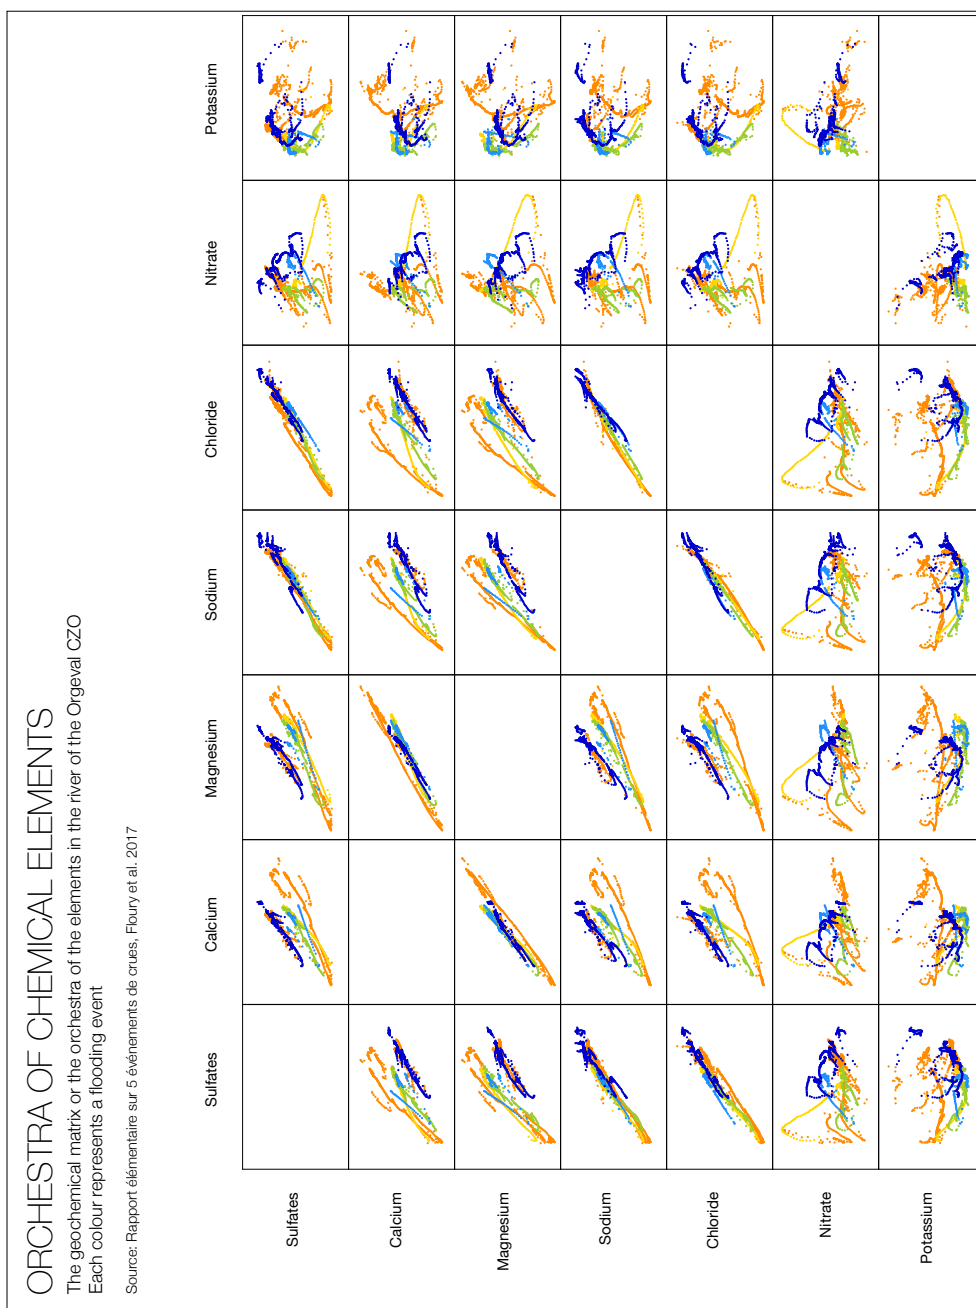 ORCHESTRA OF CHEMICAL ELEMENTS
The geochemical matrix or the orchestra of the elements in the river of the Orgeval CZO
Each colour represents a flooding event
Source: Rapport élémentaire sur 5 événements de crues, Floury et al. 2017
Sulfates
Calcium
Magnesium
Sodium
Chloride
Nitrate
Potassium
Sulfates
Calcium
Magnesium
Sodium
Chloride
Nitrate
Potassium